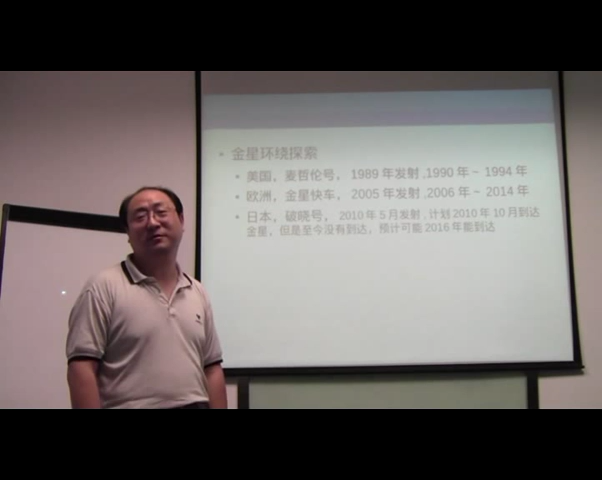 • 金星环绕探索
• 美国，麦哲伦号， 1989 年发射 ,1990 年 ~ 1994 年
• 欧洲，金星快车， 2005 年发射 ,2006 年 ~ 2014 年
• 日本，破晓号， 2010 年 5 月发射 , 计划 2010 年 10 月到达
金星，但是至今没有到达，预计可能 2016 年能到达